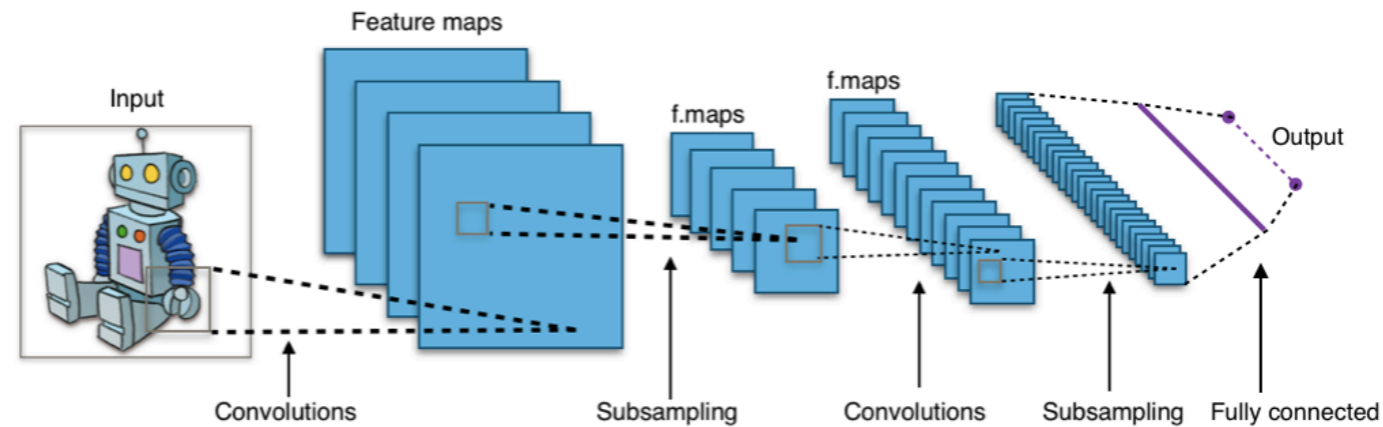 Feature maps
Input
f.maps
f.maps
Output
Convolutions
Subsampling
Convolutions
Subsampling
Fully connected